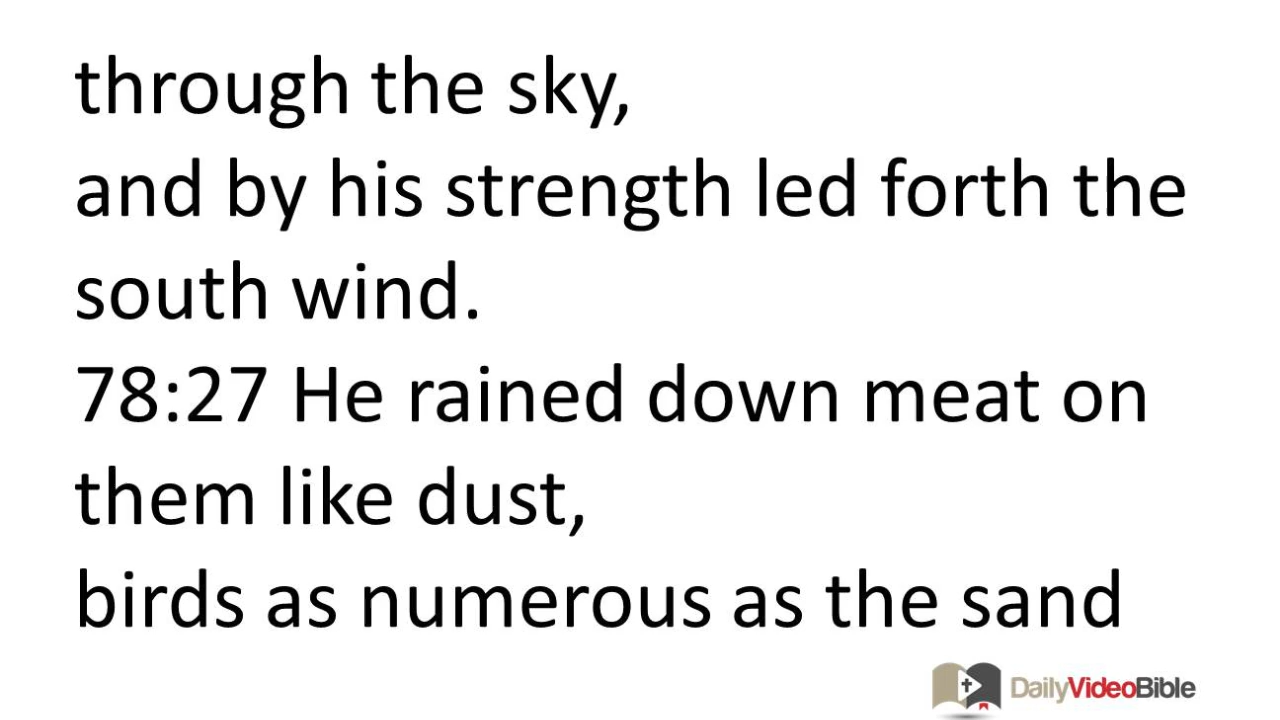 through the sky,
and by his strength led forth the
south wind.
78:27 He rained down meat on
them like dust,
birds as numerous as the sand
DailyVideoBible